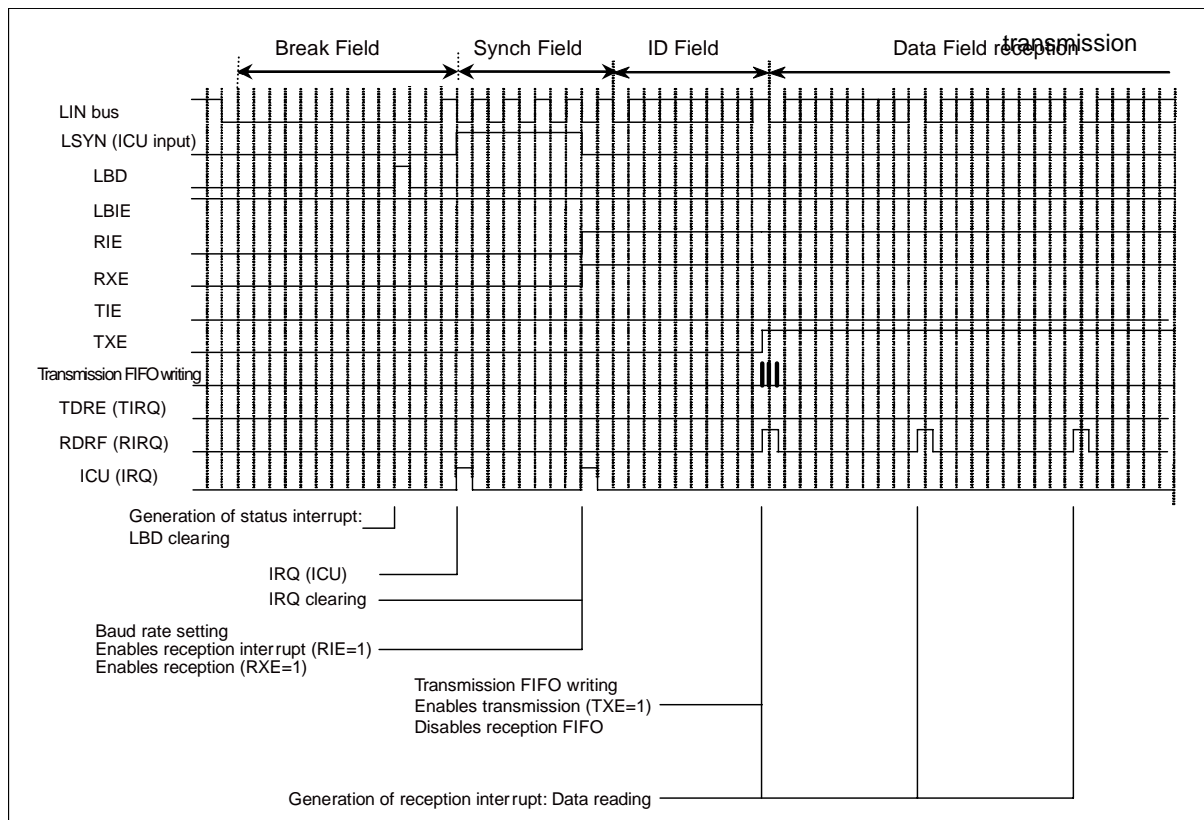 Break Field
Synch Field
ID Field
Data Field reception
transmission
LIN bus
LSYN (ICU input)
LBD
LBIE
RIE
RXE
TIE
TXE
Transmission FIFO writing
TDRE (TIRQ)
RDRF (RIRQ)
ICU (IRQ)
Generation of status interrupt:
LBD clearing
IRQ (ICU)
IRQ clearing
Baud rate setting
Enables reception interrupt (RIE=1)
Enables reception (RXE=1)
Transmission FIFO writing
Enables transmission (TXE=1)
Disables reception FIFO
Generation of reception interrupt: Data reading